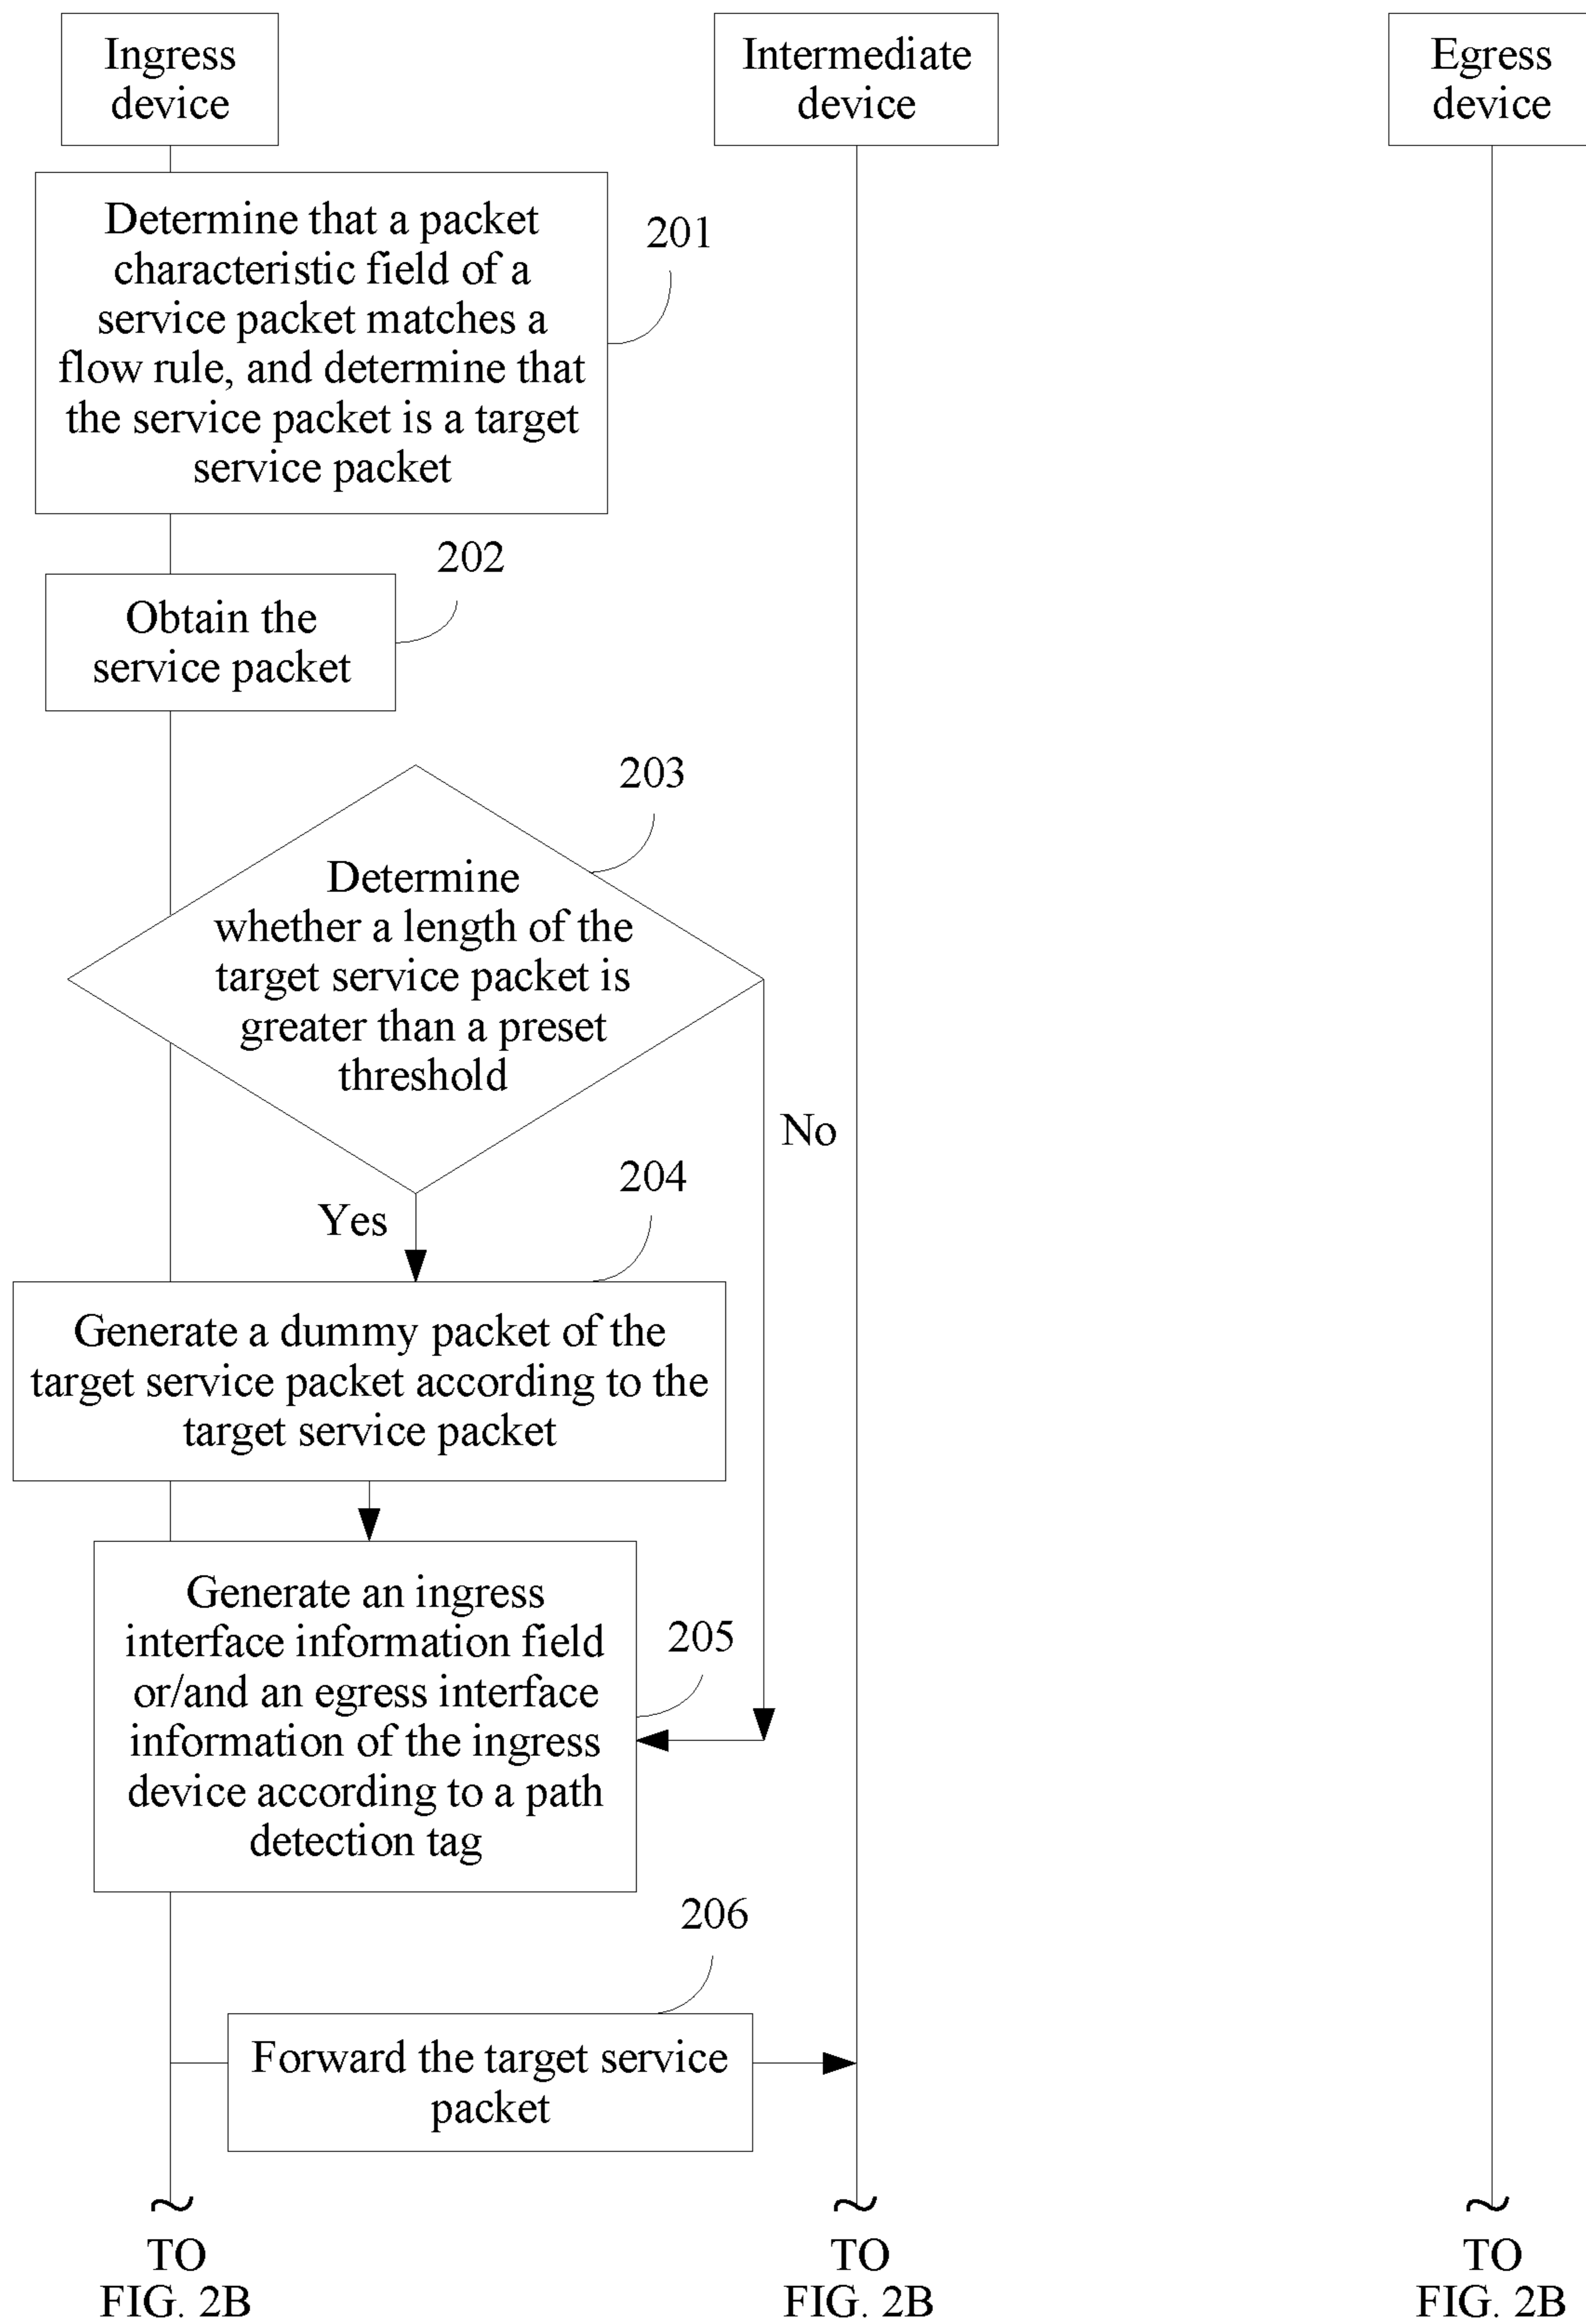 Ingress
device
Intermediate
device
Egress
device
Determine that a packet
characteristic field of a
service packet matches a
flow rule, and determine that
the service packet is a target
service packet
201
202
Obtain the
service packet
203
Determine
whether a length of the
target service packet is
greater than a preset
threshold
No
Yes
204
Generate a dummy packet of the
target service packet according to the
target service packet
Generate an ingress
interface information field
or/and an egress interface
information of the ingress
device according to a path
detection tag
205
206
Forward the target service
packet
TO
FIG. 2B
TO
FIG. 2B
TO
FIG. 2B